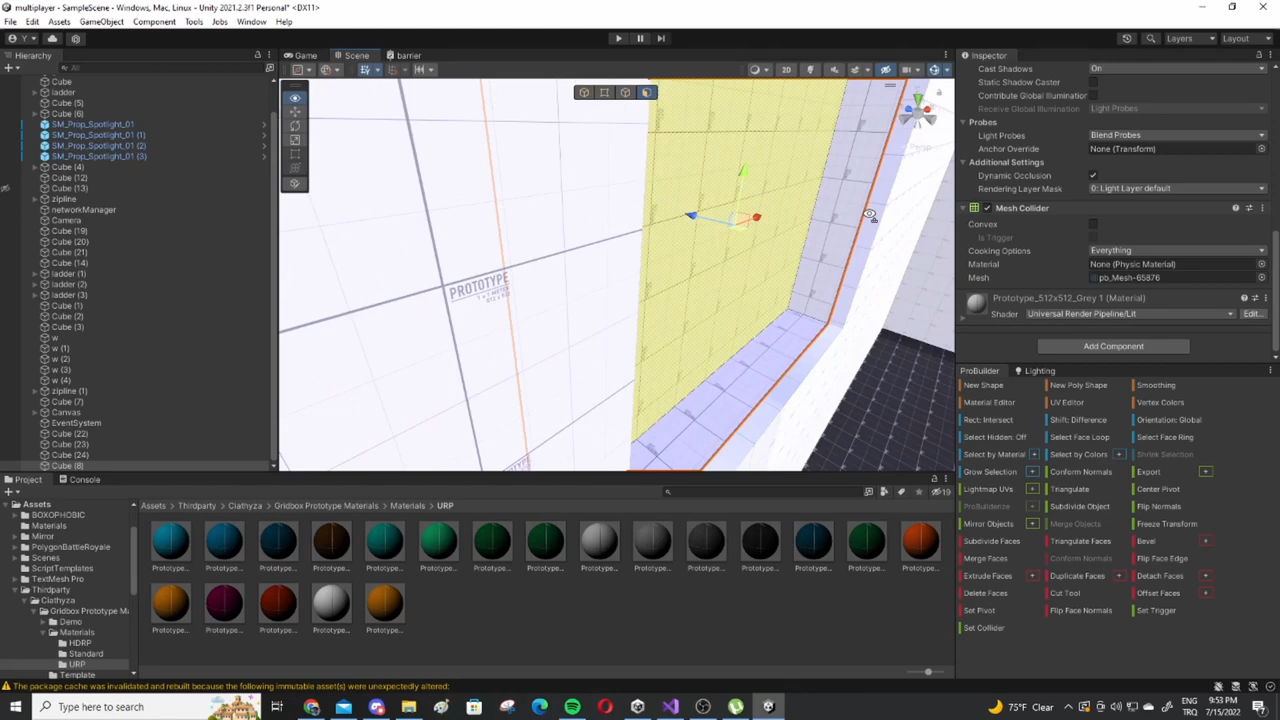 multiplayer - SampleScene - Windows, Mac, Linux - Unity 2021.2.3f1 Personal* <DX11>
File Edit Assets GameObject Component Tools Jobs Window Help
Y
Layers Layout
Hierarchy
Game Scene barrier
Inspector
All
2D
Persp
Cube
ladder
Cube (5)
Cube (6)
SM_Prop_Spotlight_01
SM_Prop_Spotlight_01 (1)
SM_Prop_Spotlight_01 (2)
SM_Prop_Spotlight_01 (3)
Cube (4)
Cube (12)
Cube (13)
zipline
networkManager
Camera
Cube (19)
Cube (20)
Cube (21)
Cube (14)
ladder (1)
ladder (2)
ladder (3)
Cube (1)
Cube (2)
Cube (3)
w
w (1)
w (2)
w (3)
w (4)
zipline (1)
Cube (7)
Canvas
EventSystem
Cube (22)
Cube (23)
Cube (24)
Cube (8)
PROTOTYPE
Cast Shadows On
Static Shadow Caster
Contribute Global Illumination
Receive Global Illumination Light Probes
Probes
Light Probes Blend Probes
Anchor Override None (Transform)
Additional Settings
Dynamic Occlusion
Rendering Layer Mask 0: Light Layer default
Mesh Collider
Convex
Is Trigger
Cooking Options Everything
Material None (Physic Material)
Mesh pb_Mesh-65876
Prototype_512x512_Grey 1 (Material)
Shader Universal Render Pipeline/Lit Edit...
Add Component
ProBuilder Lighting
New Shape New Poly Shape Smoothing
Material Editor UV Editor Vertex Colors
Rect: Intersect Shift: Difference Orientation: Global
Select Hidden: Off Select Face Loop Select Face Ring
Select by Material + Select by Colors + Shrink Selection
Grow Selection + Conform Normals Export +
Lightmap UVs + Triangulate Center Pivot
ProBuilderize + Subdivide Object Flip Normals
Mirror Objects + Merge Objects Freeze Transform
Subdivide Faces Triangulate Faces Bevel +
Merge Faces Conform Normals Flip Face Edge
Extrude Faces + Duplicate Faces + Detach Faces +
Delete Faces Cut Tool Offset Faces +
Set Pivot Flip Face Normals Set Trigger
Set Collider
Project Console
19
Assets
BOXOPHOBIC
Materials
Mirror
PolygonBattleRoyale
Scenes
ScriptTemplates
TextMesh Pro
Thirdparty
Ciathyza
Gridbox Prototype Ma
Demo
Materials
HDRP
Standard
URP
Template
Assets > Thirdparty > Ciathyza > Gridbox Prototype Materials > Materials > URP
Prototype... Prototype... Prototype... Prototype... Prototype... Prototype... Prototype... Prototype... Prototype... Prototype... Prototype... Prototype... Prototype... Prototype... Prototype...
Prototype... Prototype... Prototype... Prototype... Prototype...
The package cache was invalidated and rebuilt because the following immutable asset(s) were unexpectedly altered:
Type here to search
75°F Clear
ENG
TRQ
9:53 PM
7/15/2022